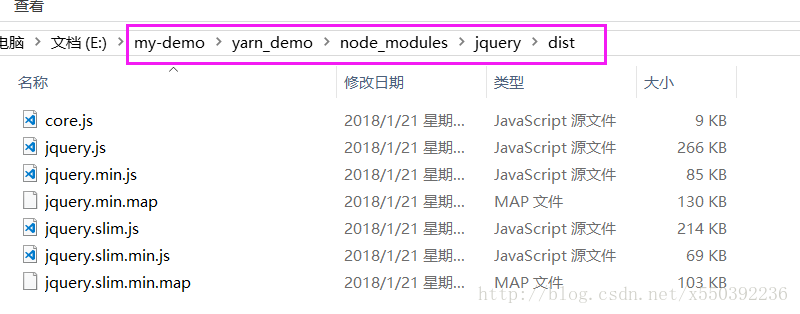 查看
电脑 文档 (E:) my-demo yarn_demo node_modules jquery dist
名称 修改日期 类型 大小
core.js 2018/1/21 星期... JavaScript 源文件 9 KB
jquery.js 2018/1/21 星期... JavaScript 源文件 266 KB
jquery.min.js 2018/1/21 星期... JavaScript 源文件 85 KB
jquery.min.map 2018/1/21 星期... MAP 文件 130 KB
jquery.slim.js 2018/1/21 星期... JavaScript 源文件 214 KB
jquery.slim.min.js 2018/1/21 星期... JavaScript 源文件 69 KB
jquery.slim.min.map 2018/1/21 星期... MAP 文件 103 KB
http://blog.csdn.net/x550392236